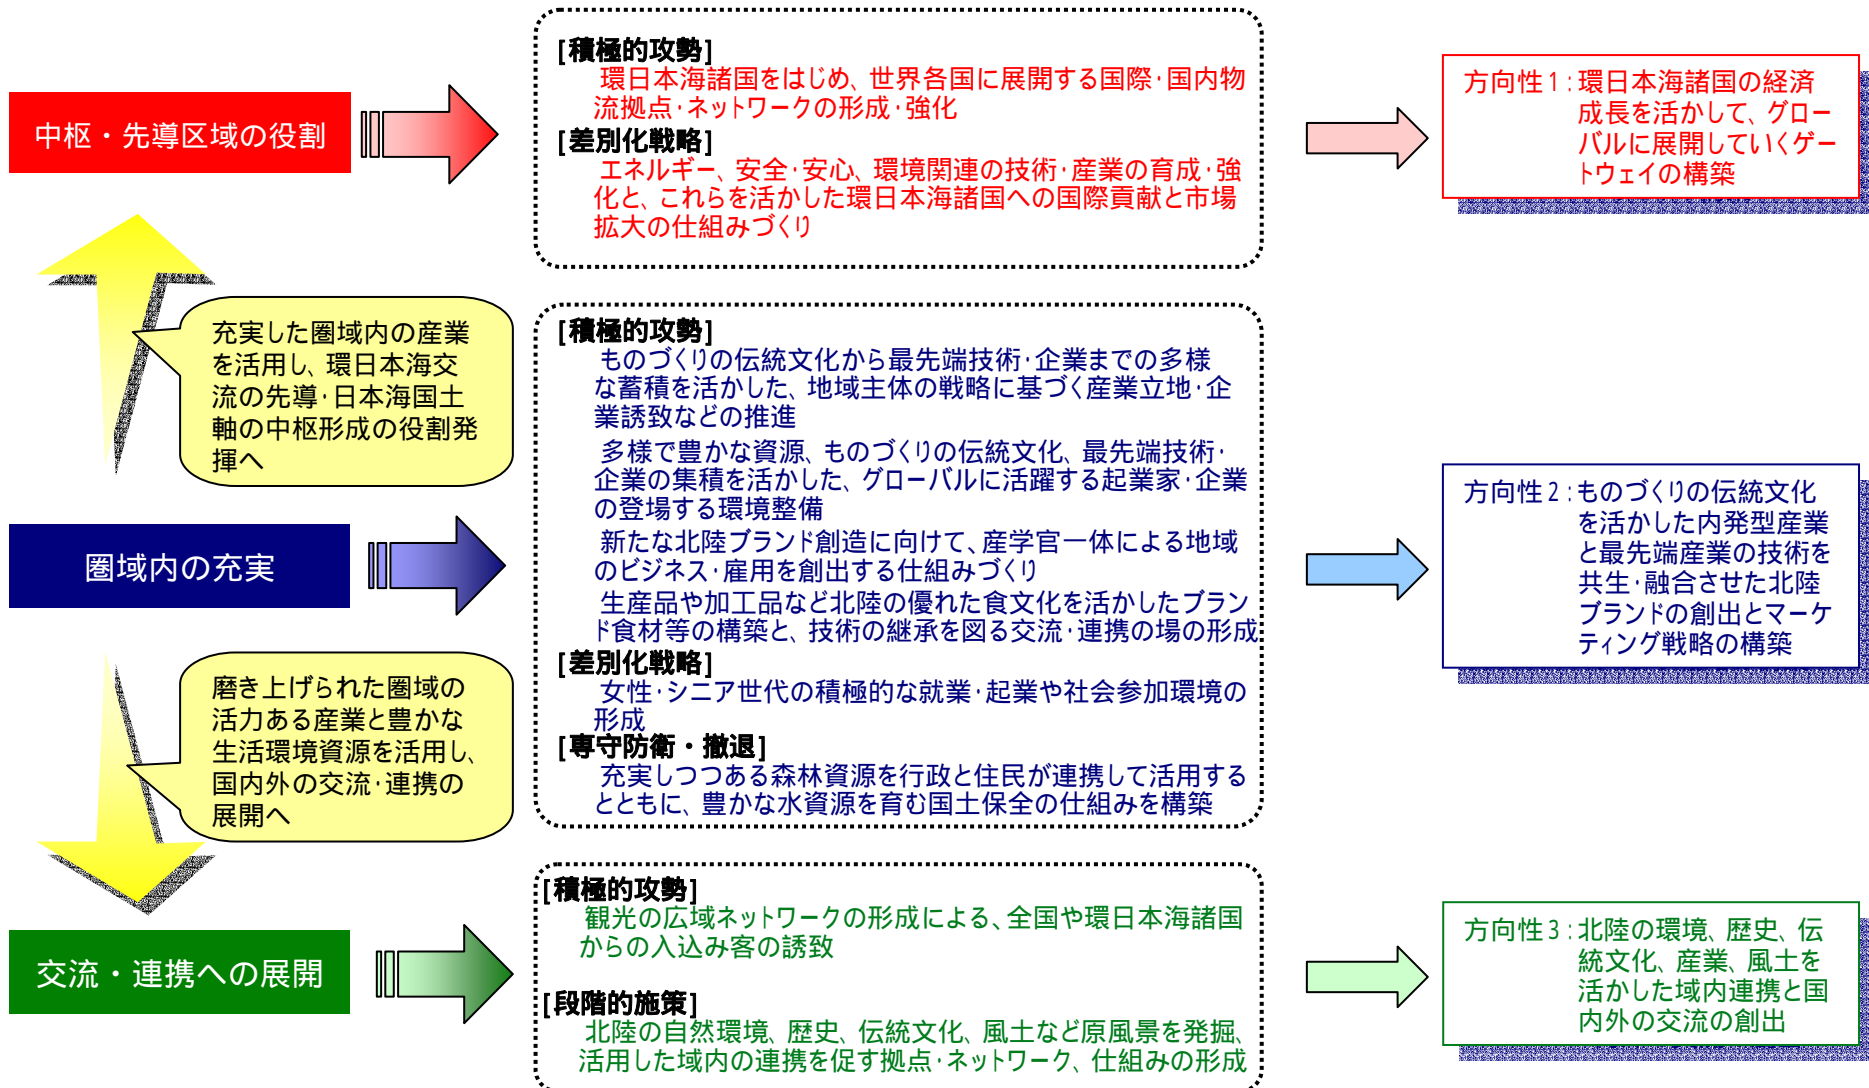 中枢・先導区域の役割
[積極的攻勢]
環日本海諸国をはじめ、世界各国に展開する国際・国内物
流拠点・ネットワークの形成・強化
[差別化戦略]
エネルギー、安全・安心、環境関連の技術・産業の育成・強
化と、これらを活かした環日本海諸国への国際貢献と市場
拡大の仕組みづくり
方向性1:環日本海諸国の経済
成長を活かして、グロー
バルに展開していくゲー
トウェイの構築
充実した圏域内の産業
を活用し、環日本海交
流の先導・日本海国土
軸の中枢形成の役割発
揮へ
圏域内の充実
[積極的攻勢]
ものづくりの伝統文化から最先端技術・企業までの多様
な蓄積を活かした、地域主体の戦略に基づく産業立地・企
業誘致などの推進
多様で豊かな資源、ものづくりの伝統文化、最先端技術・
企業の集積を活かした、グローバルに活躍する起業家・企業
の登場する環境整備
新たな北陸ブランド創造に向けて、産学官一体による地域
のビジネス・雇用を創出する仕組みづくり
生産品や加工品など北陸の優れた食文化を活かしたブラン
ド食材等の構築と、技術の継承を図る交流・連携の場の形成
[差別化戦略]
女性・シニア世代の積極的な就業・起業や社会参加環境の
形成
[専守防衛・撤退]
充実しつつある森林資源を行政と住民が連携して活用する
とともに、豊かな水資源を育む国土保全の仕組みを構築
方向性2:ものづくりの伝統文化
を活かした内発型産業
と最先端産業の技術を
共生・融合させた北陸
ブランドの創出とマーケ
ティング戦略の構築
磨き上げられた圏域の
活力ある産業と豊かな
生活環境資源を活用し、
国内外の交流・連携の
展開へ
交流・連携への展開
[積極的攻勢]
観光の広域ネットワークの形成による、全国や環日本海諸国
からの入込み客の誘致
[段階的施策]
北陸の自然環境、歴史、伝統文化、風土など原風景を発掘、
活用した域内の連携を促す拠点・ネットワーク、仕組みの形成
方向性3:北陸の環境、歴史、伝
統文化、産業、風土を
活かした域内連携と国
内外の交流の創出